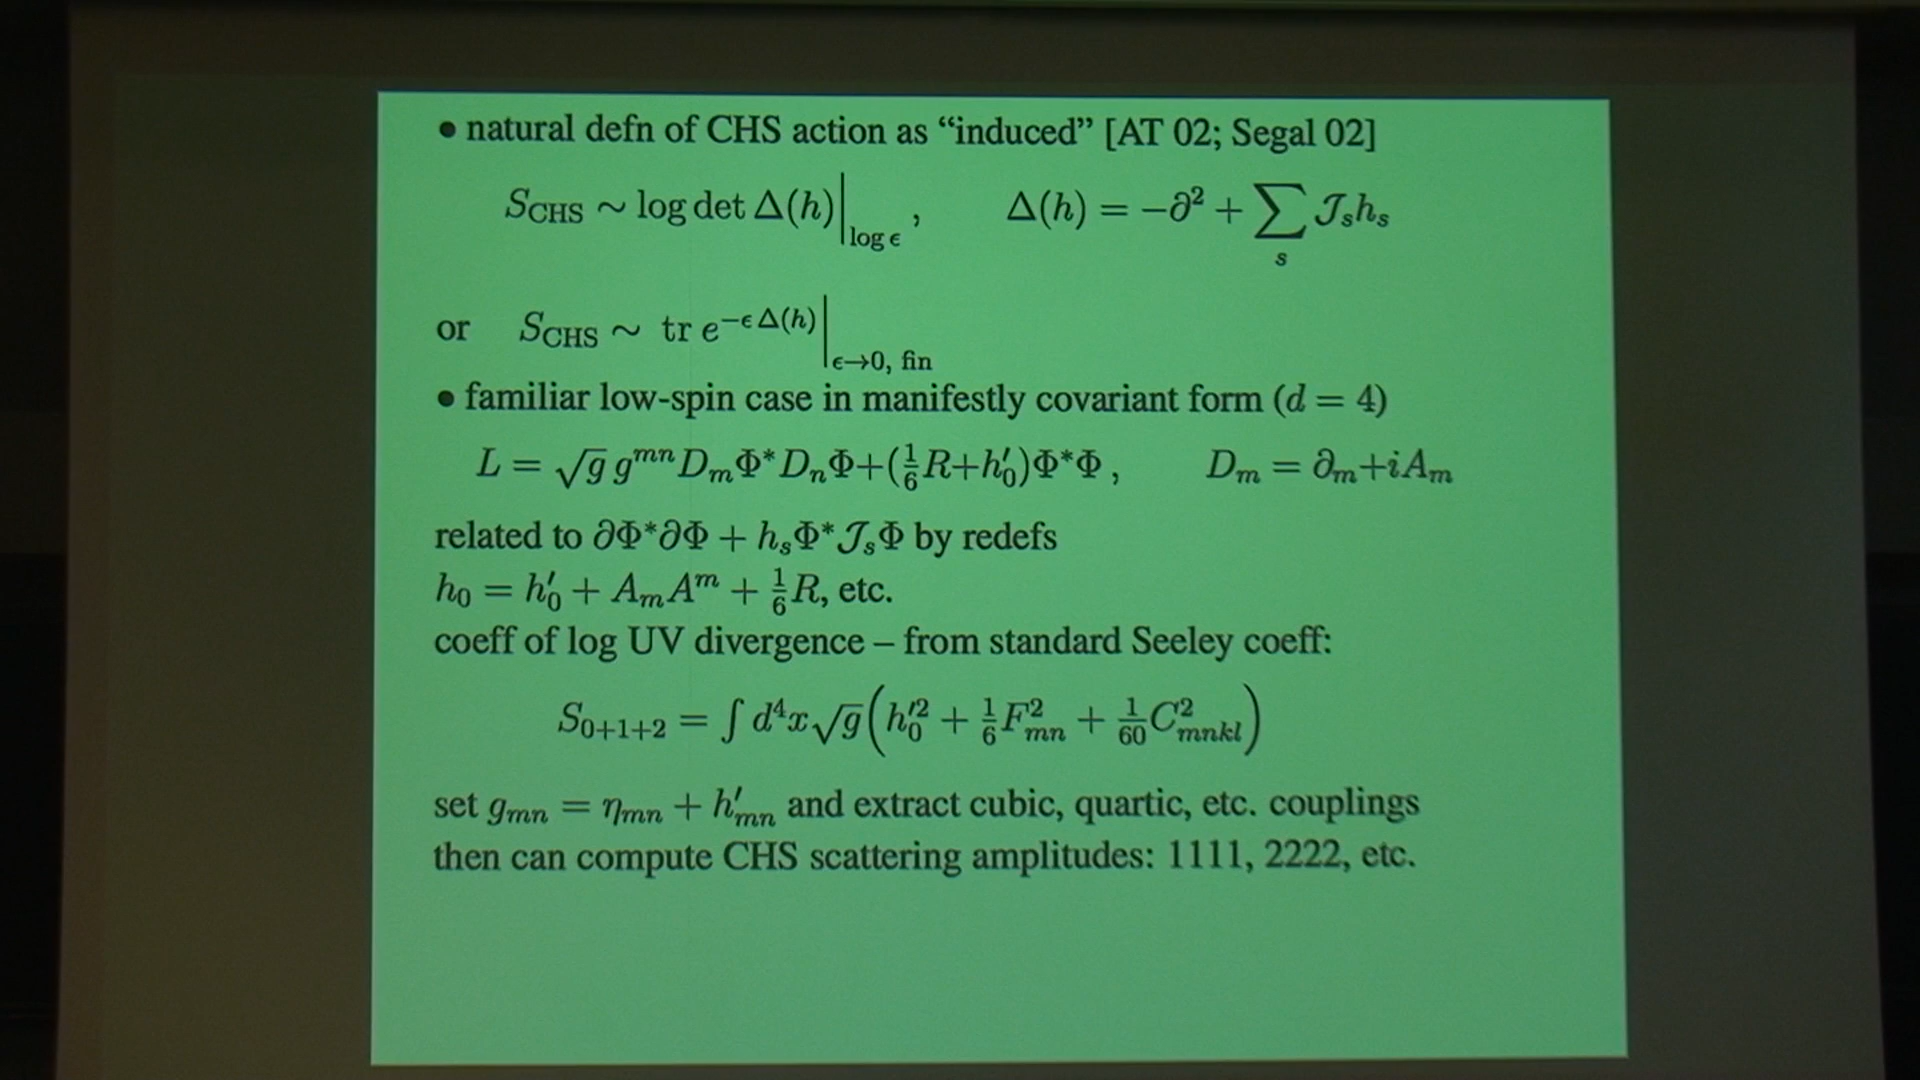 • natural defn of CHS action as “induced” [AT 02; Segal 02]
S_CHS ∼ log det Δ(h)|_{log ϵ} ,   Δ(h) = −∂² + ∑_s 𝒥_s h_s
or   S_CHS ∼ tr e^{−ϵ Δ(h)}|_{ϵ→0, fin}
• familiar low-spin case in manifestly covariant form (d = 4)
L = √g g^{mn} D_m Φ* D_n Φ+(1/6 R+h′_0)Φ*Φ ,   D_m = ∂_m+iA_m
related to ∂Φ*∂Φ + h_s Φ* 𝒥_s Φ by redefs
h_0 = h′_0 + A_m A^m + 1/6 R, etc.
coeff of log UV divergence – from standard Seeley coeff:
S_{0+1+2} = ∫ d⁴x √g (h′²_0 + 1/6 F²_{mn} + 1/60 C²_{mnkl})
set g_{mn} = η_{mn} + h′_{mn} and extract cubic, quartic, etc. couplings
then can compute CHS scattering amplitudes: 1111, 2222, etc.